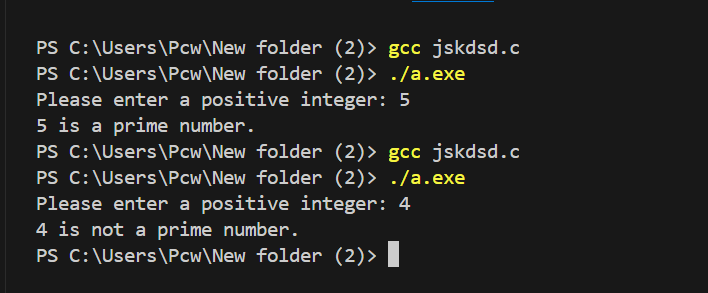 PS C:\Users\Pcw\New folder (2)> gcc jskdsd.c
PS C:\Users\Pcw\New folder (2)> ./a.exe
Please enter a positive integer: 5
5 is a prime number.
PS C:\Users\Pcw\New folder (2)> gcc jskdsd.c
PS C:\Users\Pcw\New folder (2)> ./a.exe
Please enter a positive integer: 4
4 is not a prime number.
PS C:\Users\Pcw\New folder (2)>